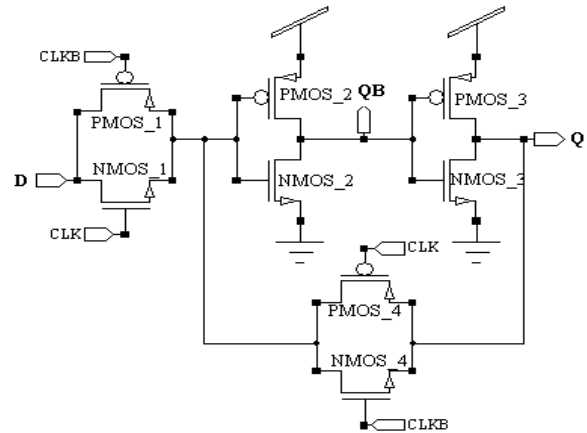 CLKB
PMOS_1
D
NMOS_1
CLK
PMOS_2
QB
PMOS_3
Q
NMOS_2
NMOS_3
CLK
PMOS_4
NMOS_4
CLKB